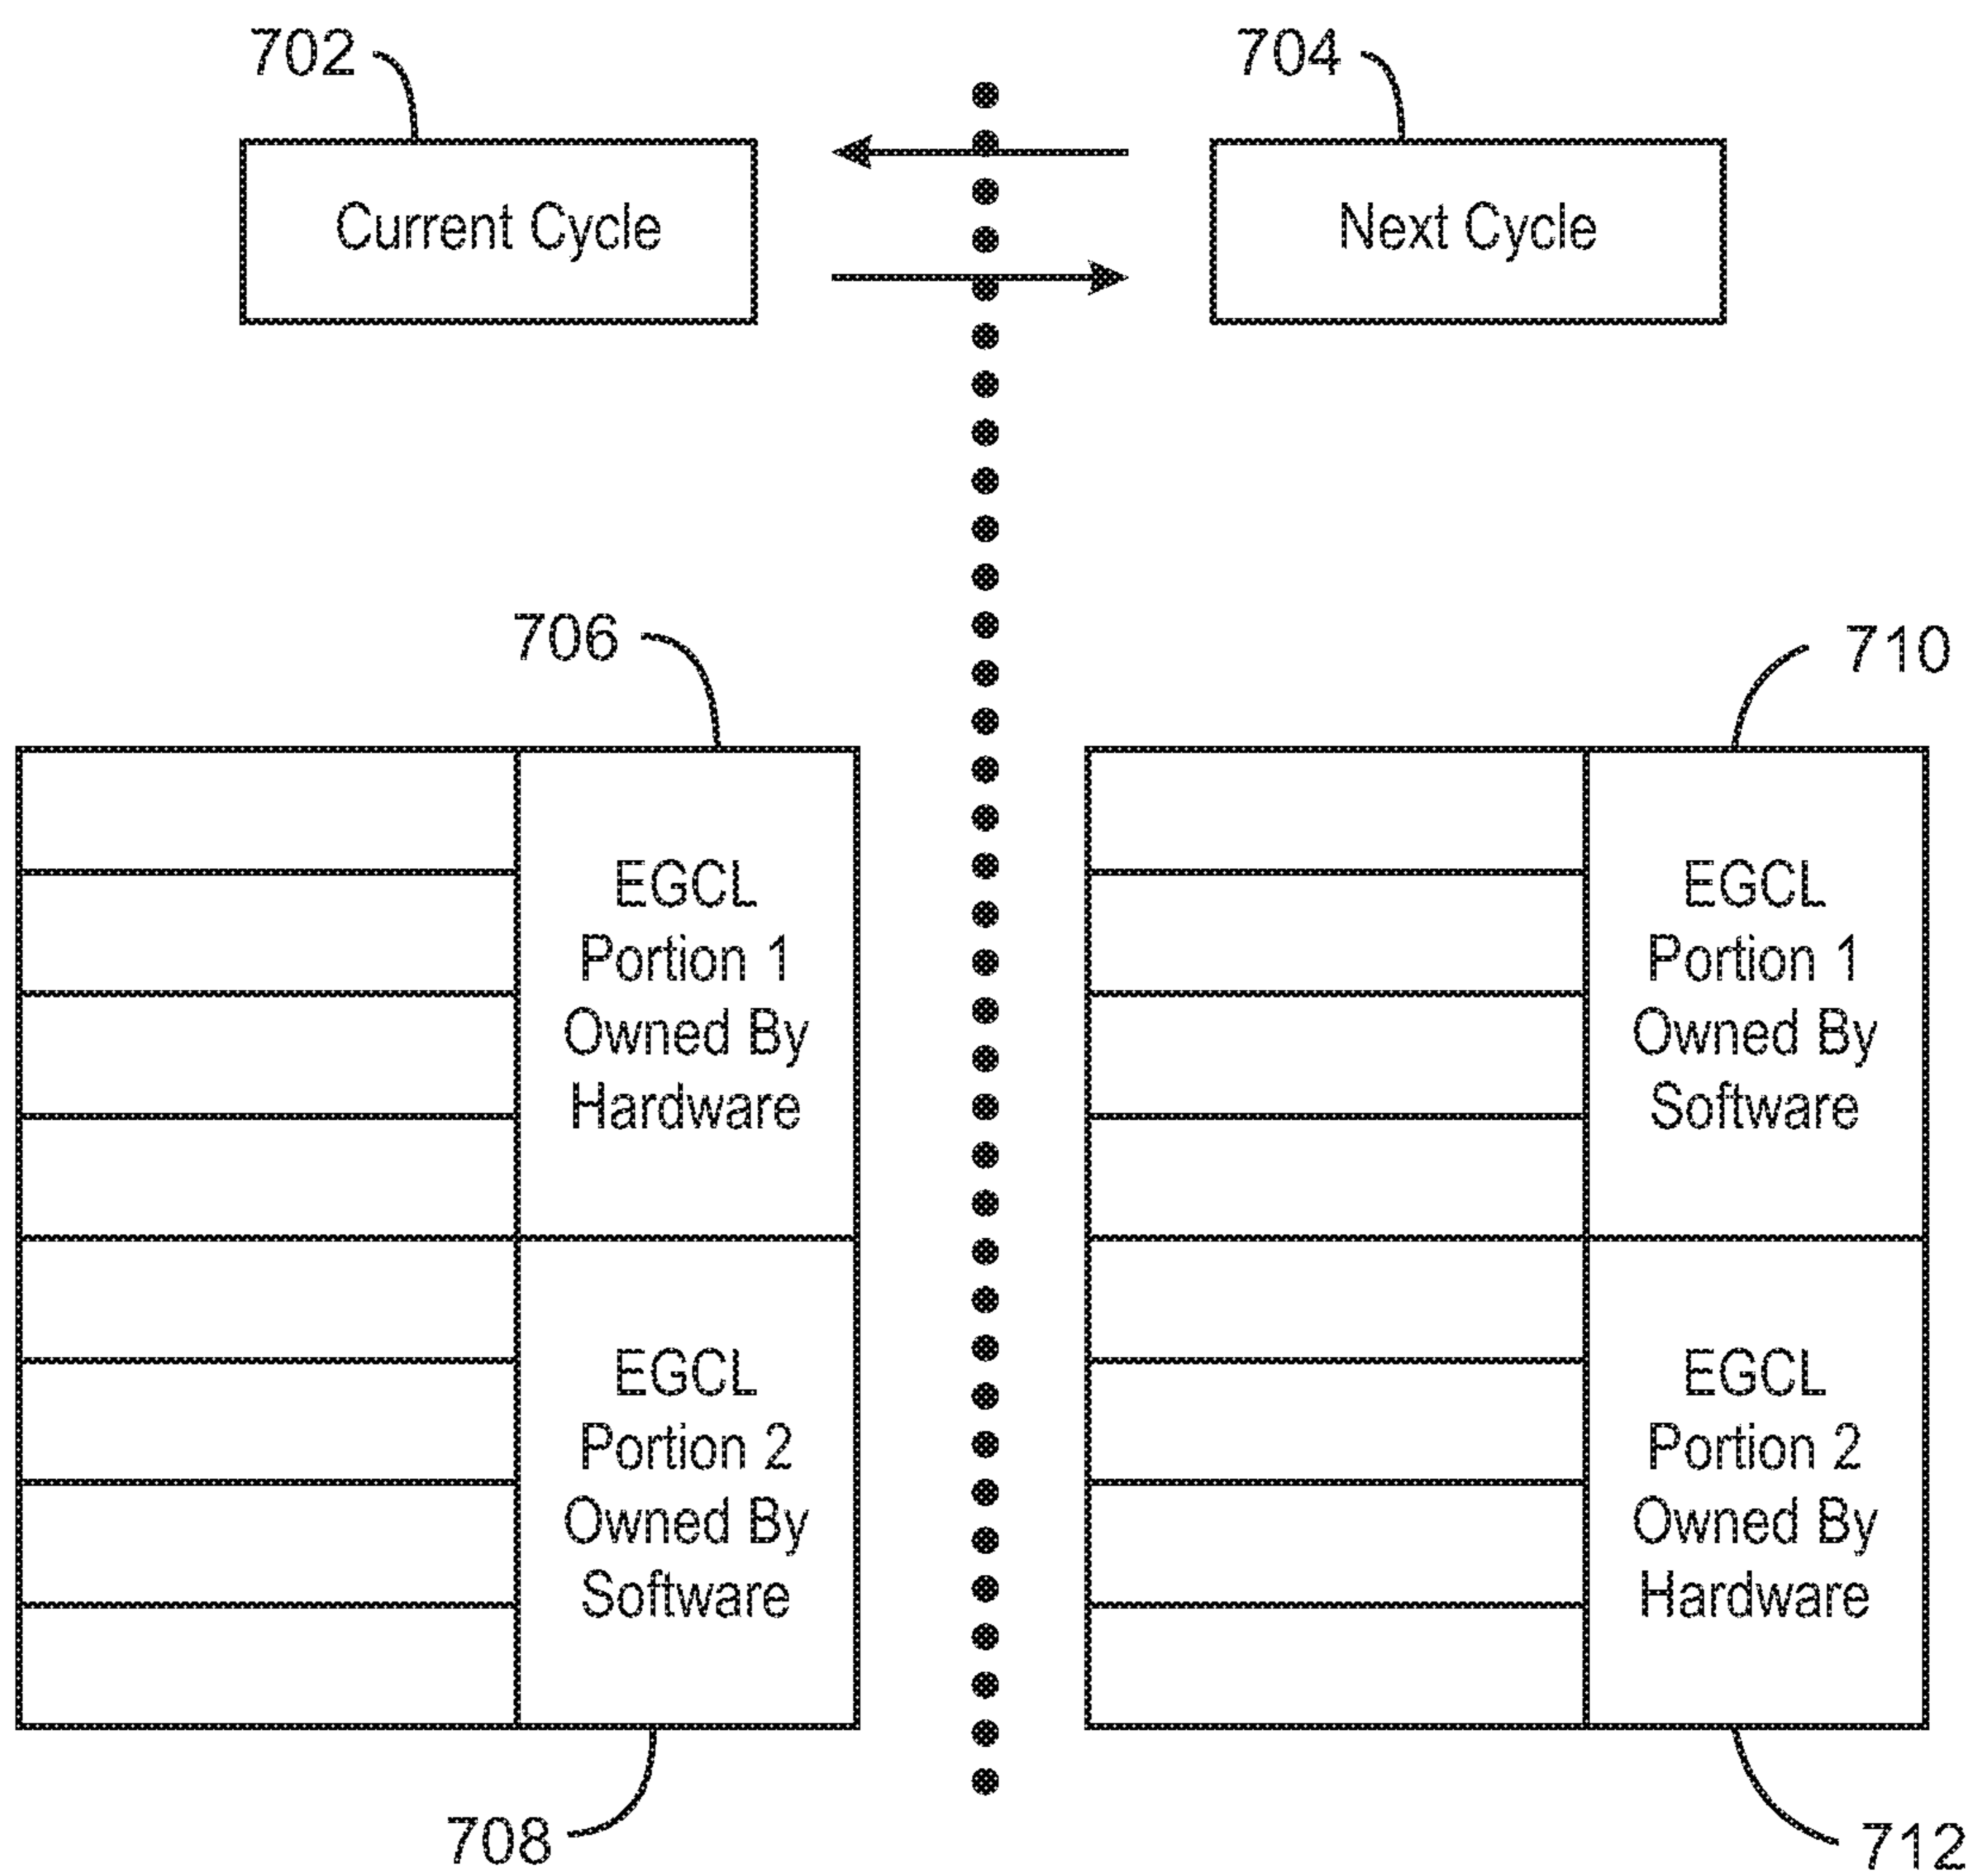 702
704
Current Cycle
Next Cycle
706
710
EGCL
Portion 1
Owned By
Hardware
EGCL
Portion 1
Owned By
Software
EGCL
Portion 2
Owned By
Software
EGCL
Portion 2
Owned By
Hardware
708
712